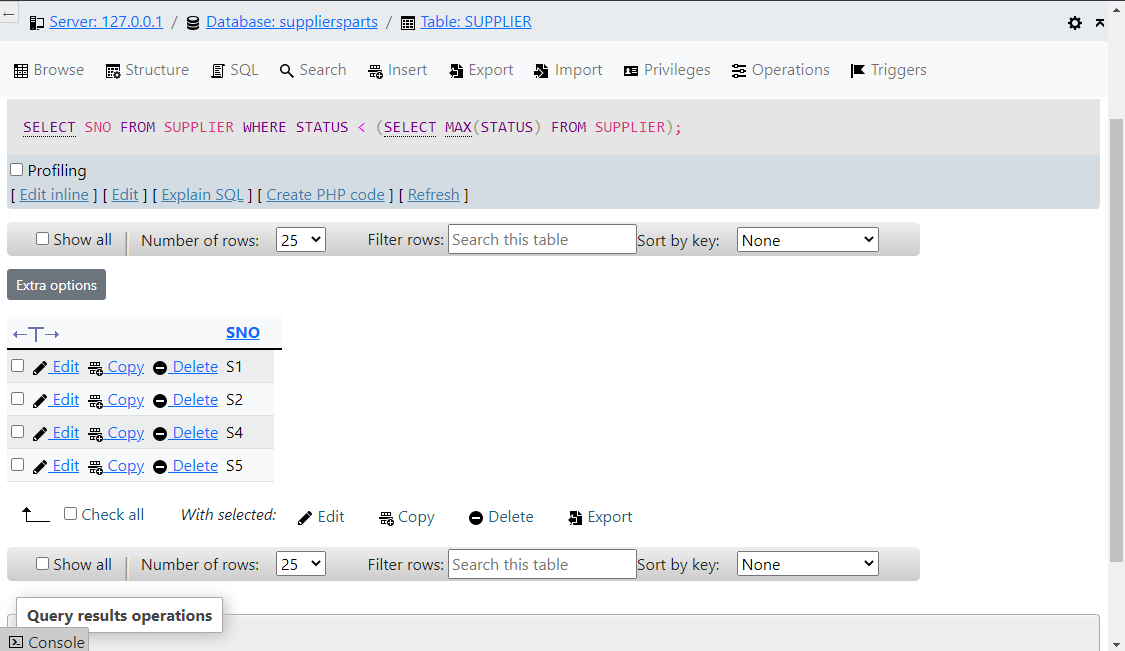 Server: 127.0.0.1 / Database: suppliersparts / Table: SUPPLIER
Browse Structure SQL Search Insert Export Import Privileges Operations Triggers
SELECT SNO FROM SUPPLIER WHERE STATUS < (SELECT MAX(STATUS) FROM SUPPLIER);
Profiling
[ Edit inline ] [ Edit ] [ Explain SQL ] [ Create PHP code ] [ Refresh ]
Show all | Number of rows: 25 Filter rows: Search this table Sort by key: None
Extra options
←T→ SNO
Edit Copy Delete S1
Edit Copy Delete S2
Edit Copy Delete S4
Edit Copy Delete S5
Check all With selected: Edit Copy Delete Export
Show all | Number of rows: 25 Filter rows: Search this table Sort by key: None
Query results operations
Console